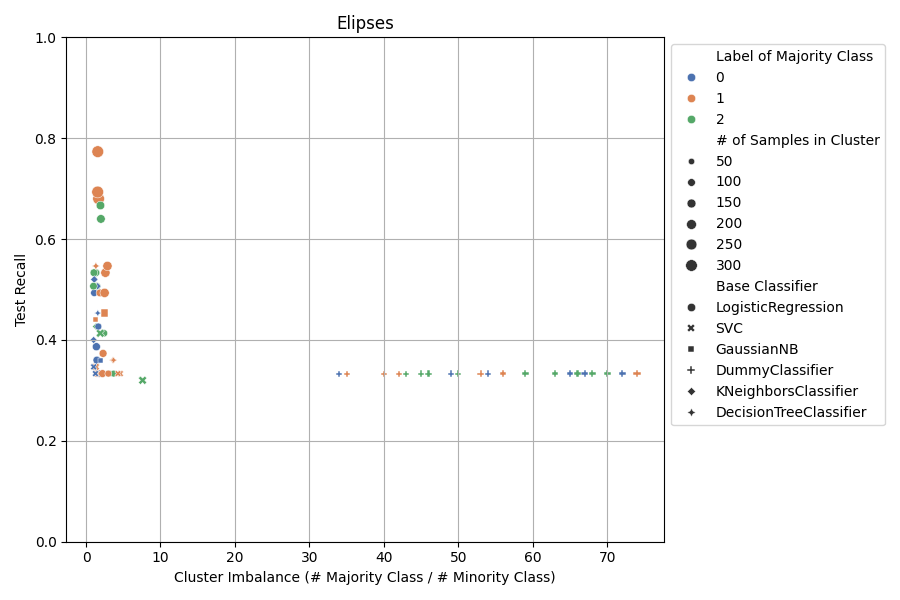 Elipses
1.0
0.8
0.6
0.4
0.2
0.0
Test Recall
0 10 20 30 40 50 60 70
Cluster Imbalance (# Majority Class / # Minority Class)
Label of Majority Class
0
1
2
# of Samples in Cluster
50
100
150
200
250
300
Base Classifier
LogisticRegression
SVC
GaussianNB
DummyClassifier
KNeighborsClassifier
DecisionTreeClassifier